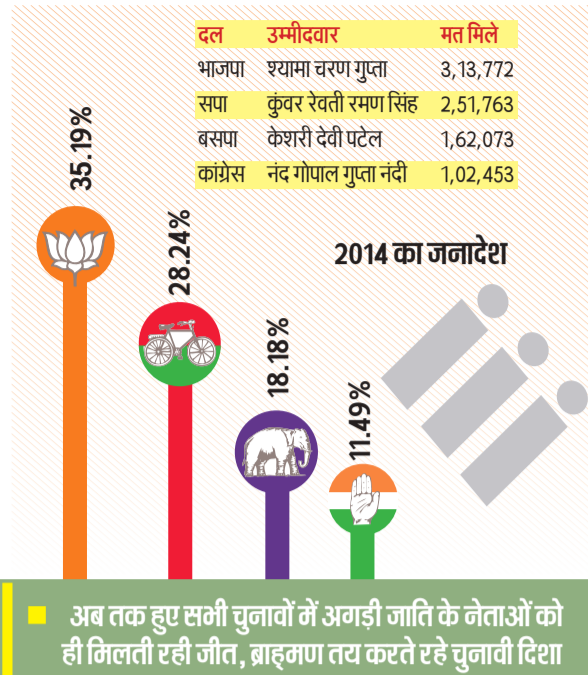 दल उम्मीदवार मत मिले
भाजपा श्यामा चरण गुप्ता 3,13,772
सपा कुंवर रेवती रमण सिंह 2,51,763
बसपा केशरी देवी पटेल 1,62,073
कांग्रेस नंद गोपाल गुप्ता नंदी 1,02,453
35.19%
28.24%
18.18%
11.49%
2014 का जनादेश
अब तक हुए सभी चुनावों में अगड़ी जाति के नेताओं को
ही मिलती रही जीत, ब्राह्मण तय करते रहे चुनावी दिशा